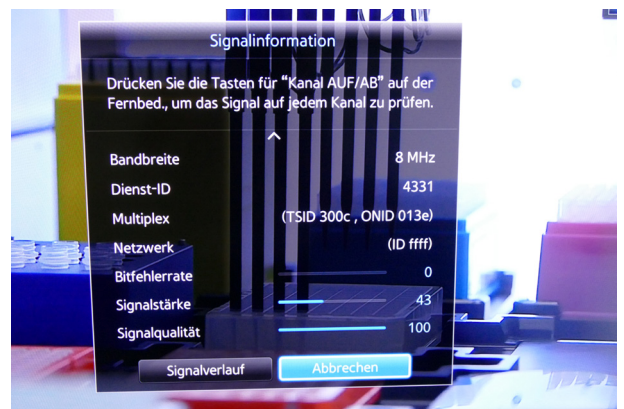 Signalinformation
Drücken Sie die Tasten für “Kanal AUF/AB” auf der
Fernbed., um das Signal auf jedem Kanal zu prüfen.
Bandbreite 8 MHz
Dienst-ID 4331
Multiplex (TSID 300c , ONID 013e)
Netzwerk (ID ffff)
Bitfehlerrate 0
Signalstärke 43
Signalqualität 100
Signalverlauf Abbrechen